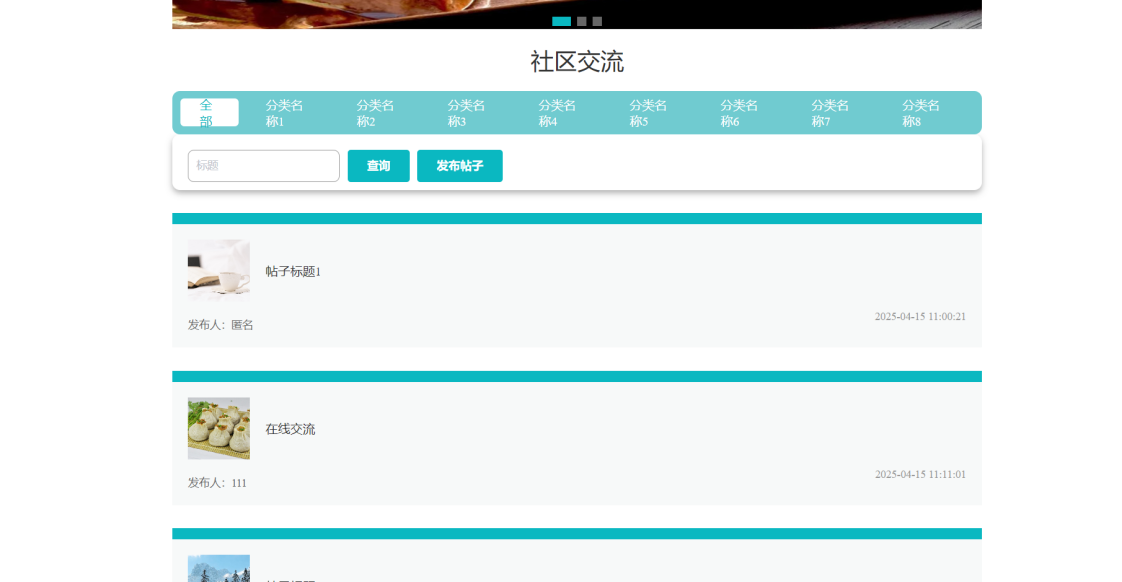 社区交流
全部
分类名称1
分类名称2
分类名称3
分类名称4
分类名称5
分类名称6
分类名称7
分类名称8
标题
查询
发布帖子
帖子标题1
发布人：匿名
2025-04-15 11:00:21
在线交流
发布人：111
2025-04-15 11:11:01